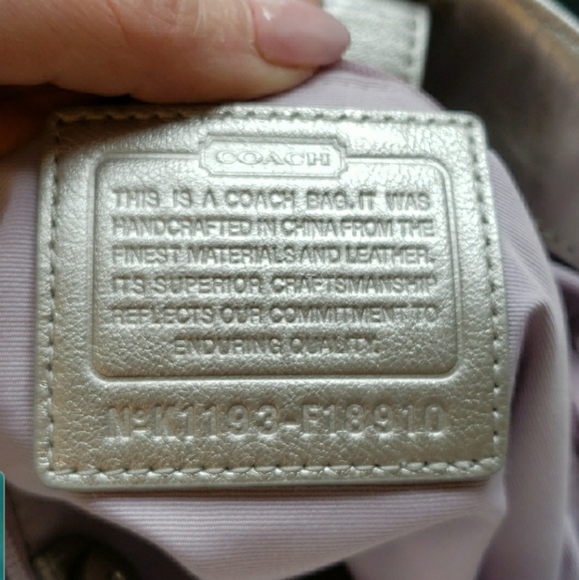 COACH
THIS IS A COACH BAG. IT WAS
HANDCRAFTED IN CHINA FROM THE
FINEST MATERIALS AND LEATHER.
ITS SUPERIOR CRAFTSMANSHIP
REFLECTS OUR COMMITMENT TO
ENDURING QUALITY.
Nº K1193-F18910